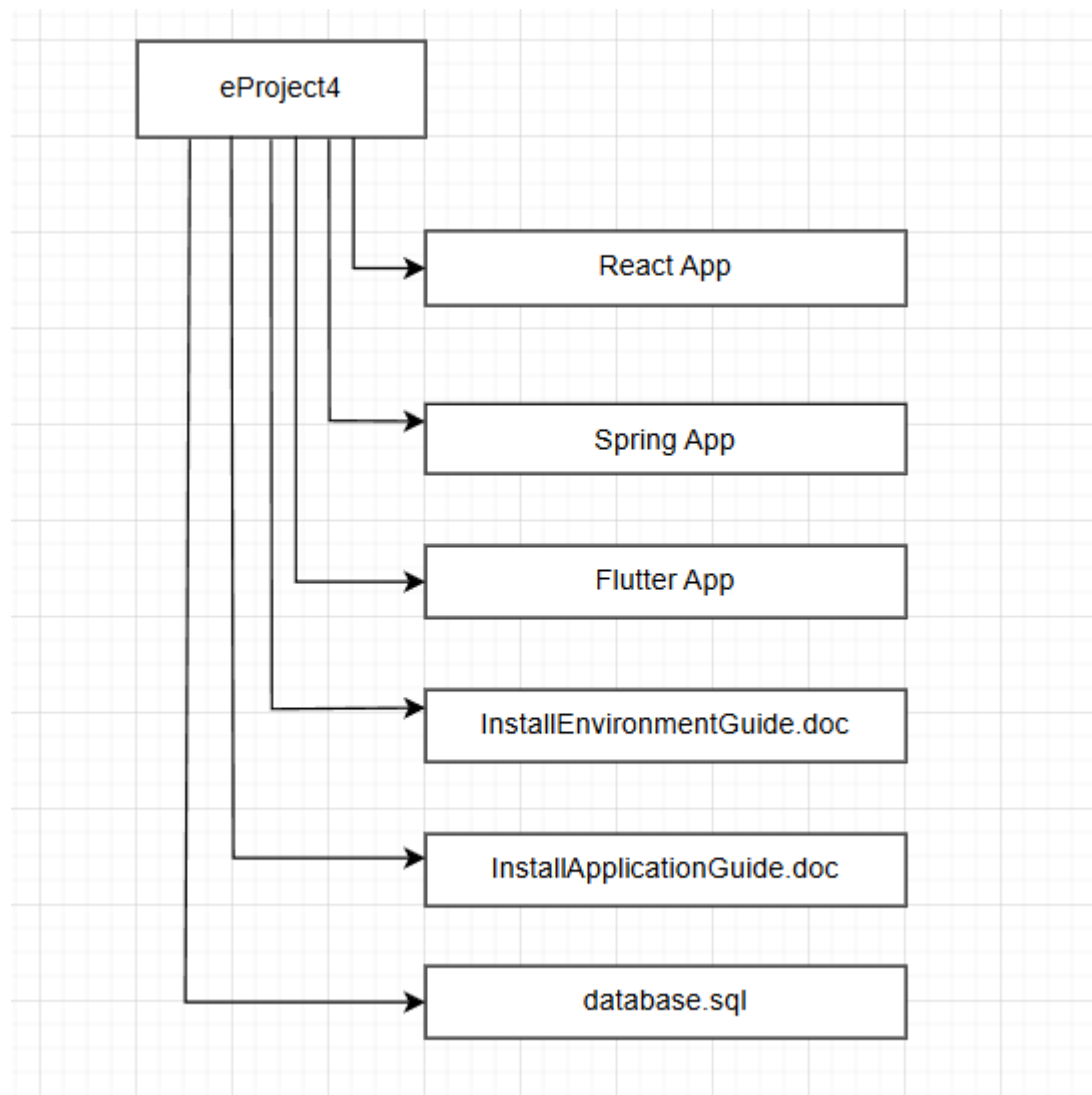 eProject4
React App
Spring App
Flutter App
InstallEnvironmentGuide.doc
InstallApplicationGuide.doc
database.sql